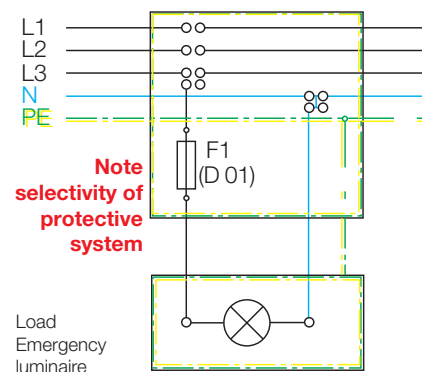 L1
L2
L3
N
PE
F1
(D 01)
Note
selectivity of
protective
system
Load
Emergency
luminaire